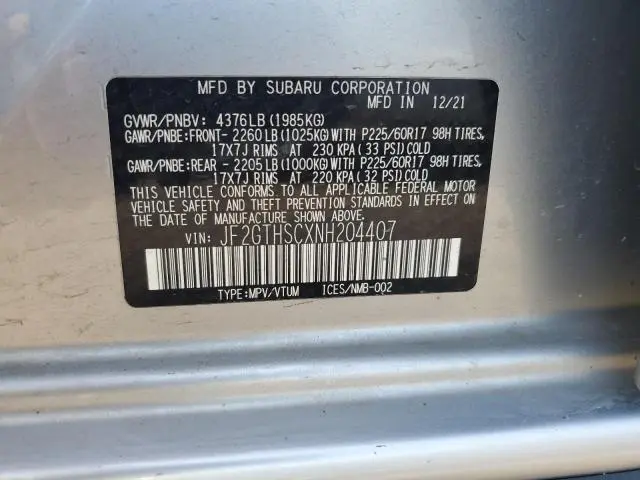 MFD BY SUBARU CORPORATION
MFD IN 12/21
GVWR/PNBV: 4376LB (1985KG)
GAWR/PNBE:FRONT- 2260LB (1025KG) WITH P225/60R17 98H TIRES,
17X7J RIMS AT 230 KPA (33 PSI) COLD
GAWR/PNBE:REAR - 2205LB (1000KG) WITH P225/60R17 98H TIRES,
17X7J RIMS AT 220 KPA (32 PSI) COLD
THIS VEHICLE CONFORMS TO ALL APPLICABLE FEDERAL MOTOR
VEHICLE SAFETY AND THEFT PREVENTION STANDARDS IN EFFECT
ON THE DATE OF MANUFACTURE SHOWN ABOVE.
VIN: JF2GTHSCXNH204407
TYPE:MPV/VTUM ICES/NMB-002